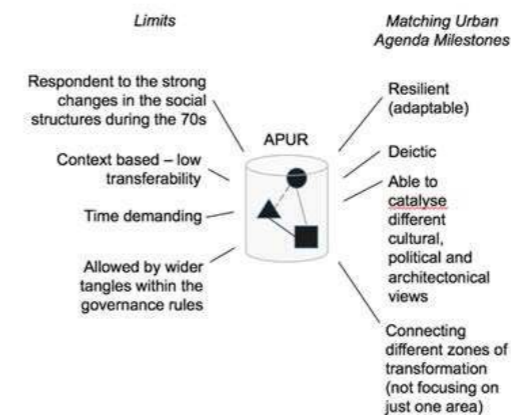 Limits
Matching Urban
Agenda Milestones
Respondent to the strong
changes in the social
structures during the 70s
Context based – low
transferability
Time demanding
Allowed by wider
tangles within the
governance rules
APUR
Resilient
(adaptable)
Deictic
Able to
catalyse
different
cultural,
political and
architectonical
views
Connecting
different zones of
transformation
(not focusing on
just one area)